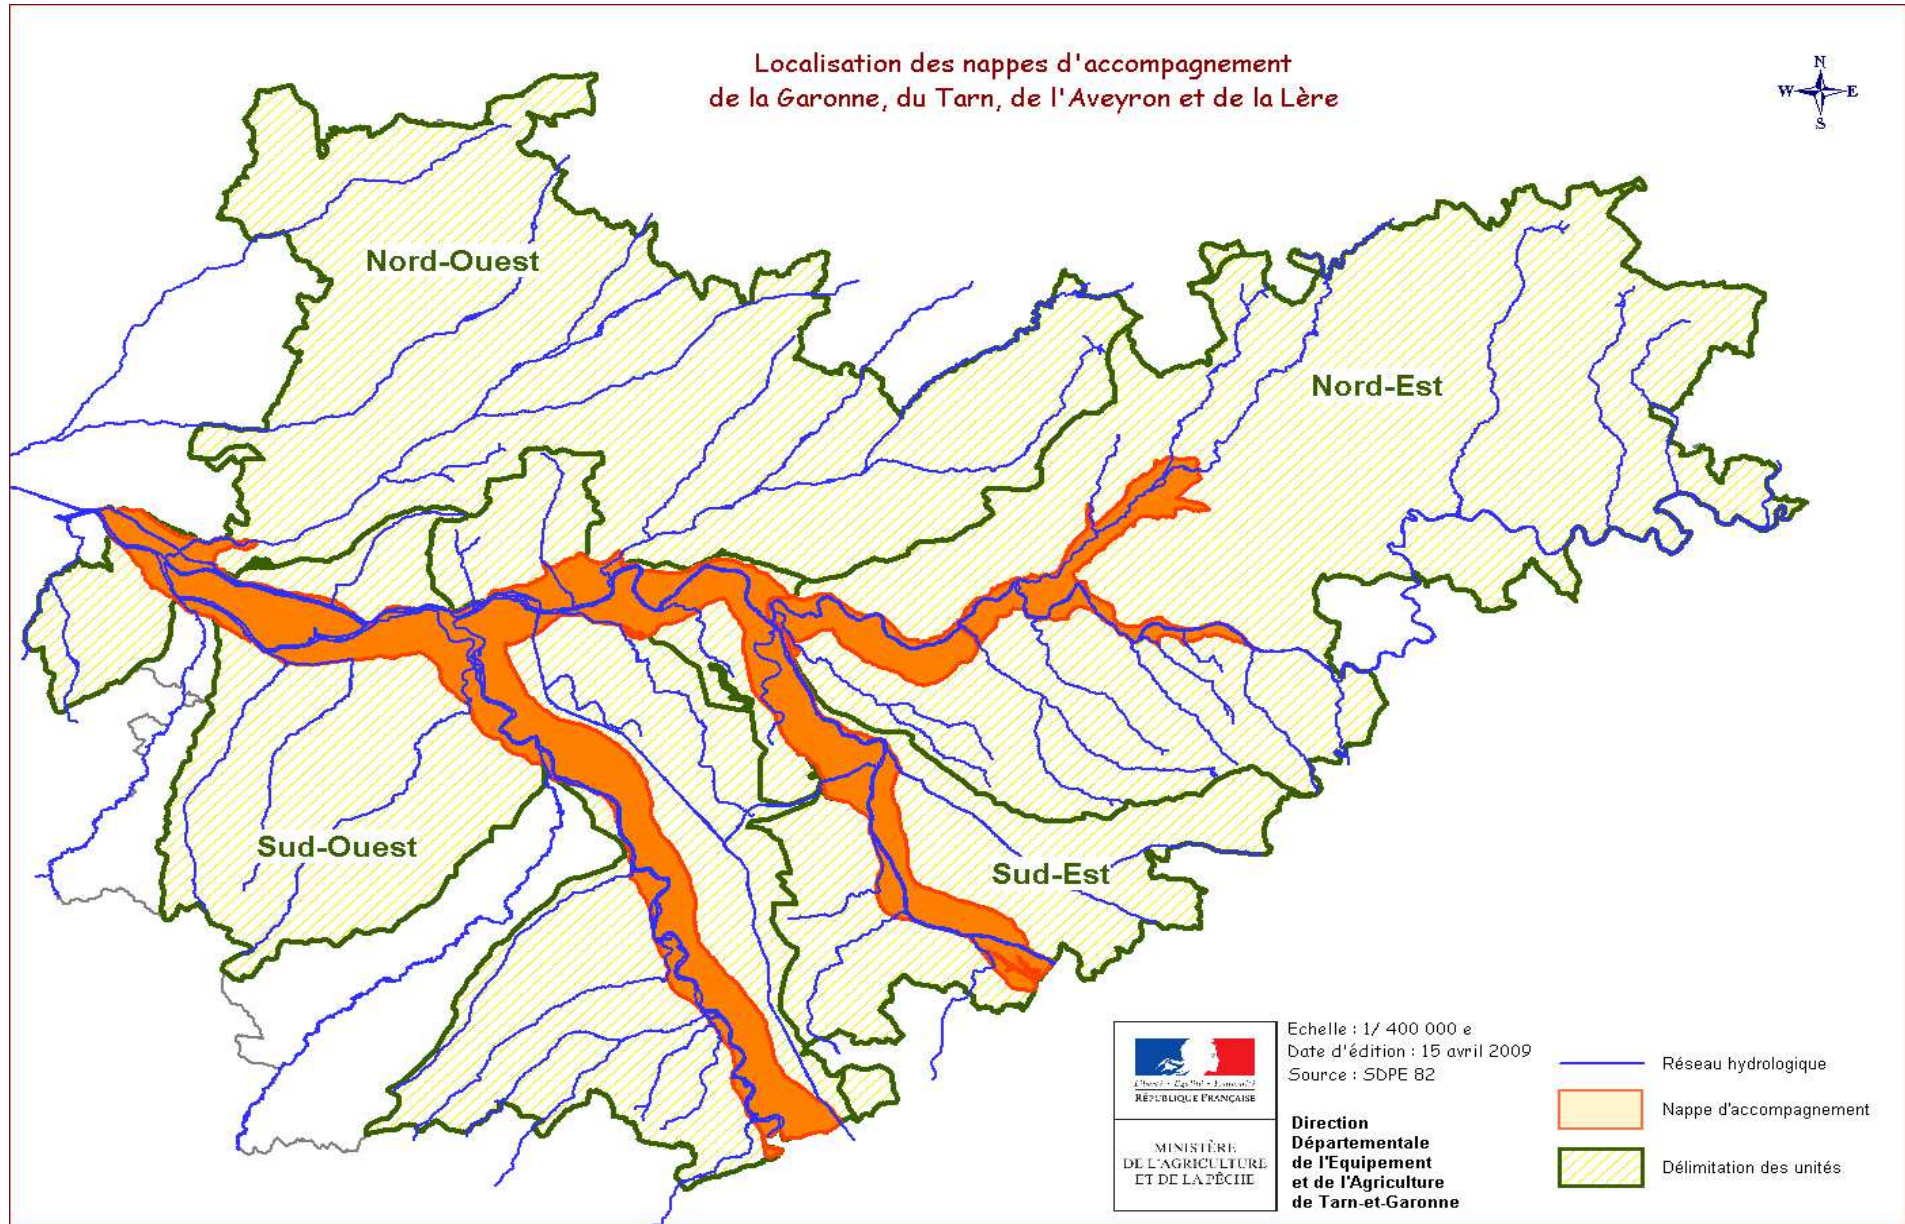 Localisation des nappes d'accompagnement
de la Garonne, du Tarn, de l'Aveyron et de la Lère
N
W E
S
Nord-Ouest
Nord-Est
Sud-Ouest
Sud-Est
Liberté • Égalité • Fraternité
RÉPUBLIQUE FRANÇAISE
MINISTÈRE
DE L'AGRICULTURE
ET DE LA PÊCHE
Echelle : 1/ 400 000 e
Date d'édition : 15 avril 2009
Source : SDPE 82
Direction
Départementale
de l'Equipement
et de l'Agriculture
de Tarn-et-Garonne
Réseau hydrologique
Nappe d'accompagnement
Délimitation des unités